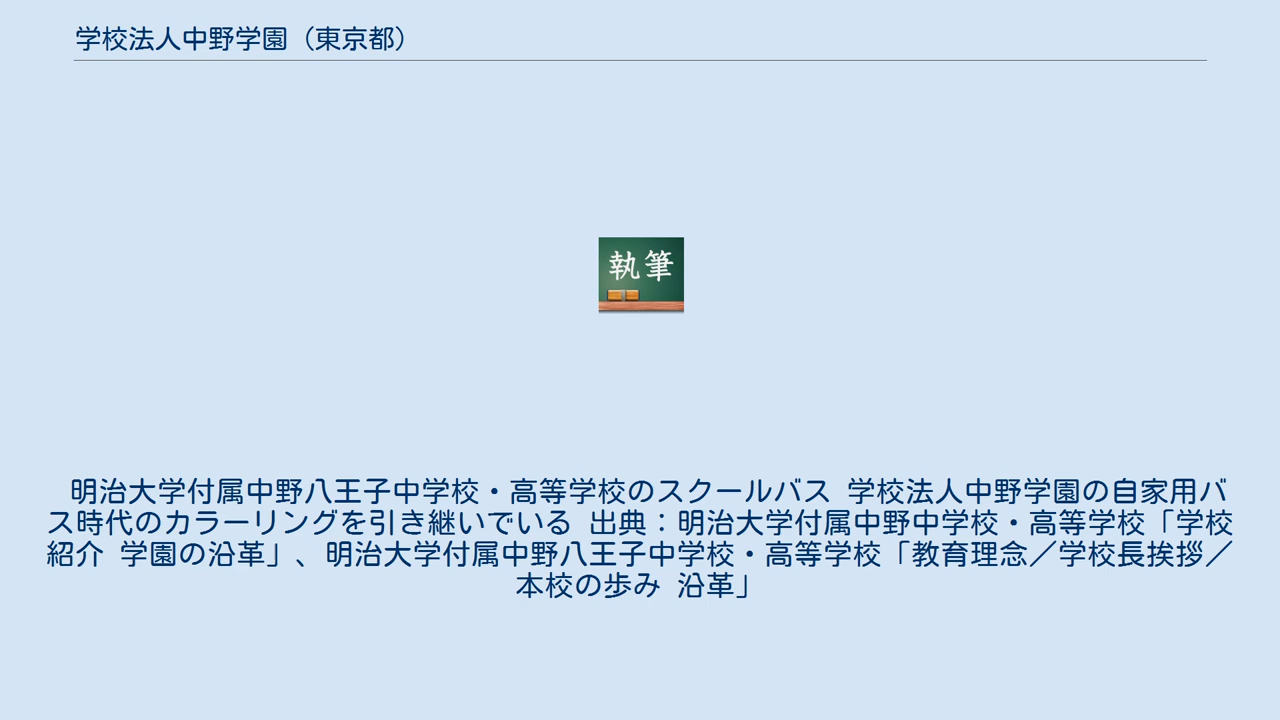 学校法人中野学園（東京都）
執筆
明治大学付属中野八王子中学校・高等学校のスクールバス 学校法人中野学園の自家用バ
ス時代のカラーリングを引き継いでいる 出典：明治大学付属中野中学校・高等学校「学校
紹介 学園の沿革」、明治大学付属中野八王子中学校・高等学校「教育理念／学校長挨拶／
本校の歩み 沿革」